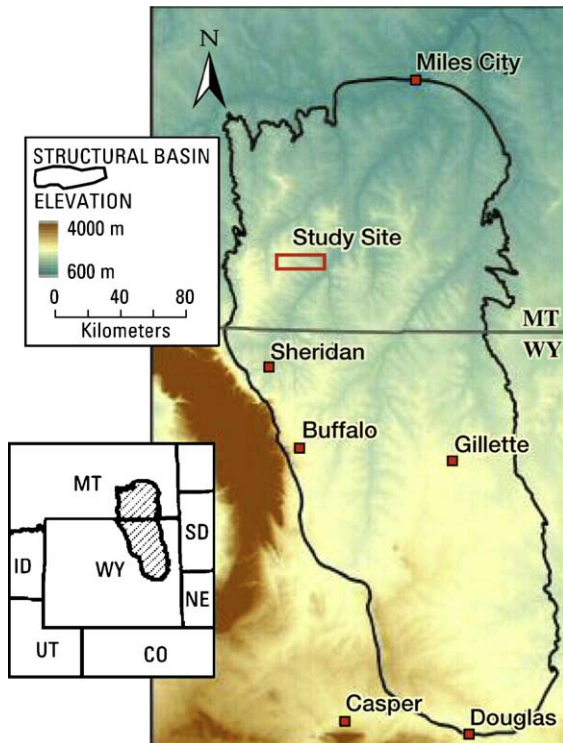 N
Miles City
STRUCTURAL BASIN
ELEVATION
4000 m
600 m
0 40 80
Kilometers
Study Site
MT
WY
Sheridan
Buffalo
Gillette
MT
SD
ID
WY
NE
UT
CO
Casper
Douglas